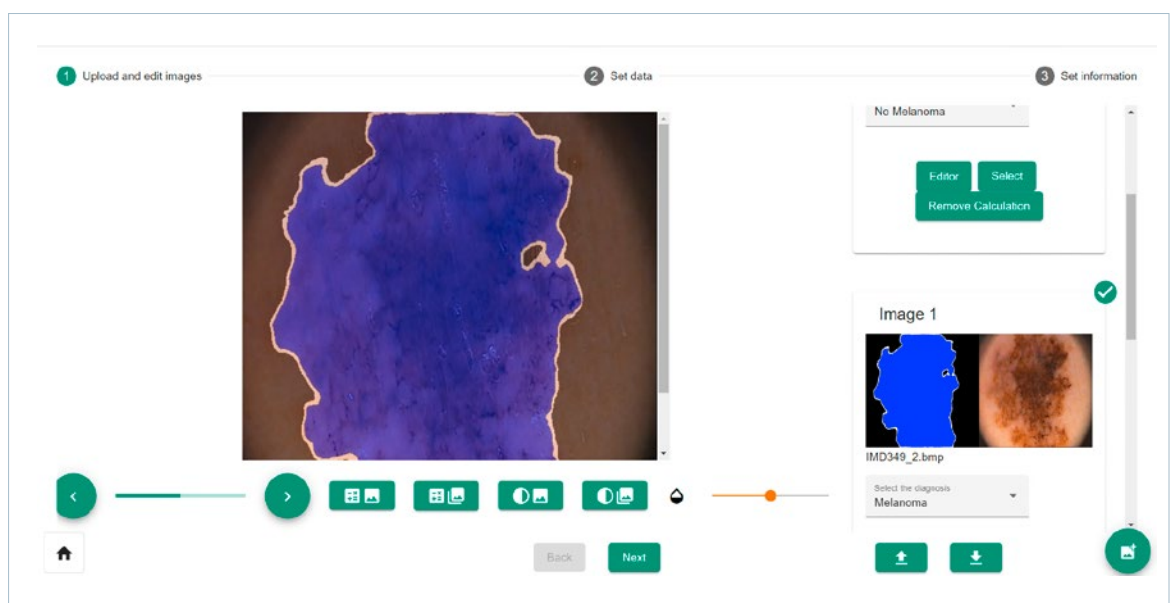 1 Upload and edit images
2 Set data
3 Set information
No Melanoma
Editor
Select
Remove Calculation
Image 1
IMD349_2.bmp
Select the diagnosis
Melanoma
Back
Next